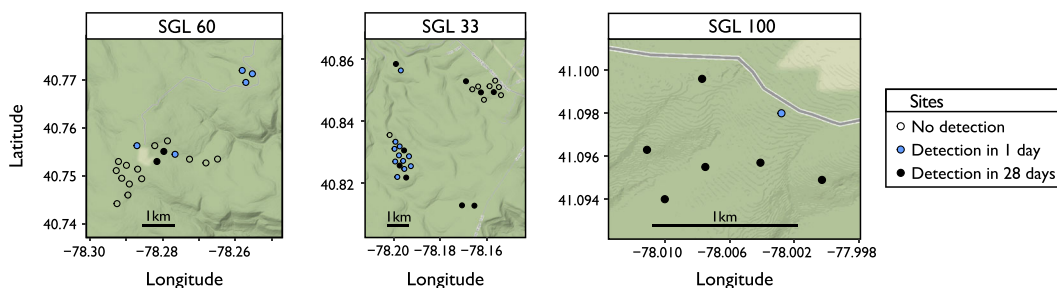 SGL 60
SGL 33
SGL 100
Latitude
40.77
40.76
40.75
40.74
1km
−78.30
−78.28
−78.26
Longitude
40.86
40.84
40.82
1km
−78.20
−78.18
−78.16
Longitude
41.100
41.098
41.096
41.094
1km
−78.010
−78.006
−78.002
−77.998
Longitude
Sites
No detection
Detection in 1 day
Detection in 28 days